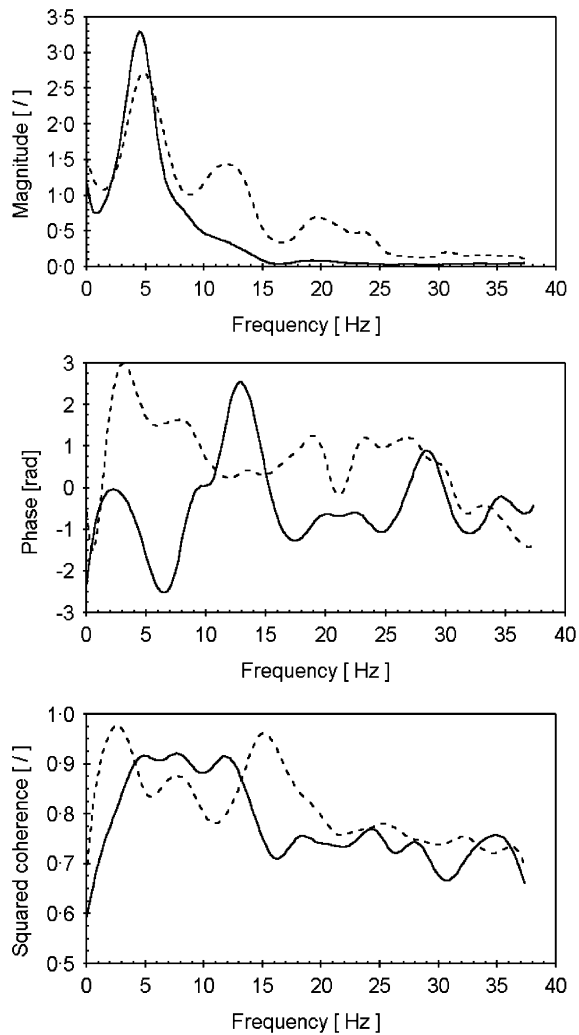 3·5
3·0
2·5
2·0
1·5
1·0
0·5
0·0
Magnitude [ / ]
0 5 10 15 20 25 30 35 40
Frequency [ Hz ]
3
2
1
0
-1
-2
-3
Phase [rad]
0 5 10 15 20 25 30 35 40
Frequency [ Hz ]
1·0
0·9
0·8
0·7
0·6
0·5
Squared coherence [ / ]
0 5 10 15 20 25 30 35 40
Frequency [ Hz ]